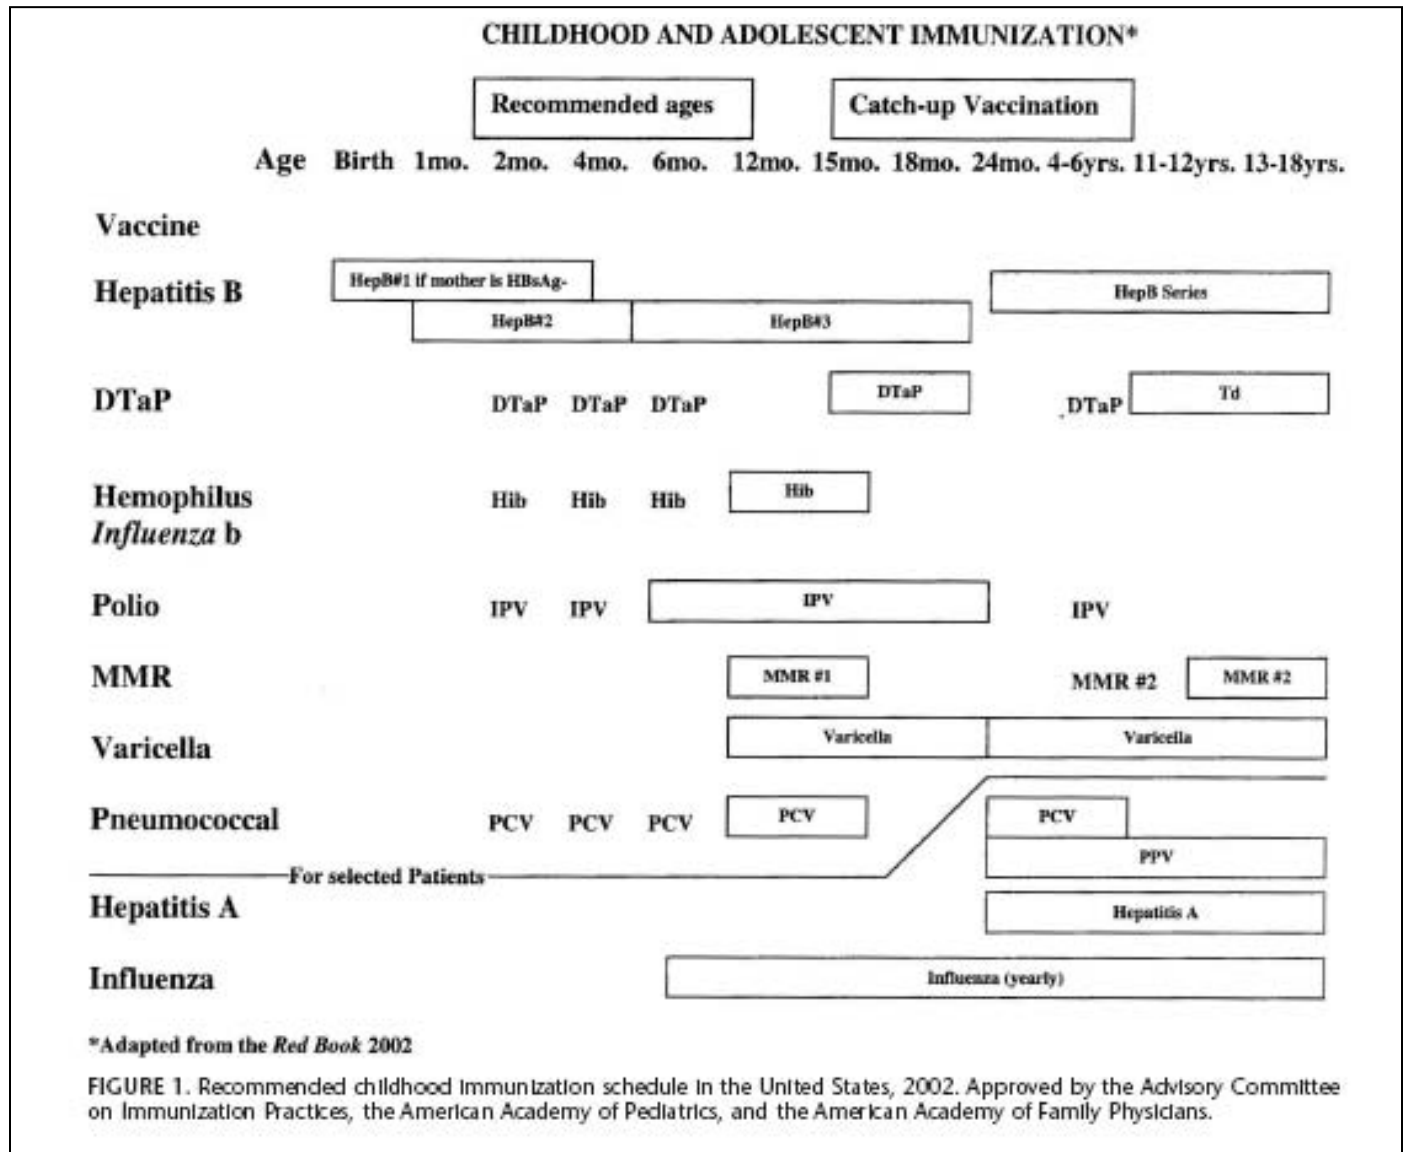 CHILDHOOD AND ADOLESCENT IMMUNIZATION*
Recommended ages Catch-up Vaccination
Age Birth 1mo. 2mo. 4mo. 6mo. 12mo. 15mo. 18mo. 24mo. 4-6yrs. 11-12yrs. 13-18yrs.
Vaccine
Hepatitis B HepB#1 if mother is HBsAg- HepB Series
HepB#2 HepB#3
DTaP DTaP DTaP DTaP DTaP DTaP Td
Hemophilus Hib Hib Hib Hib
Influenza b
Polio IPV IPV IPV IPV
MMR MMR #1 MMR #2 MMR #2
Varicella Varicella Varicella
Pneumococcal PCV PCV PCV PCV PCV
PPV
For selected Patients
Hepatitis A Hepatitis A
Influenza Influenza (yearly)
*Adapted from the Red Book 2002
FIGURE 1. Recommended childhood immunization schedule in the United States, 2002. Approved by the Advisory Committee
on Immunization Practices, the American Academy of Pediatrics, and the American Academy of Family Physicians.